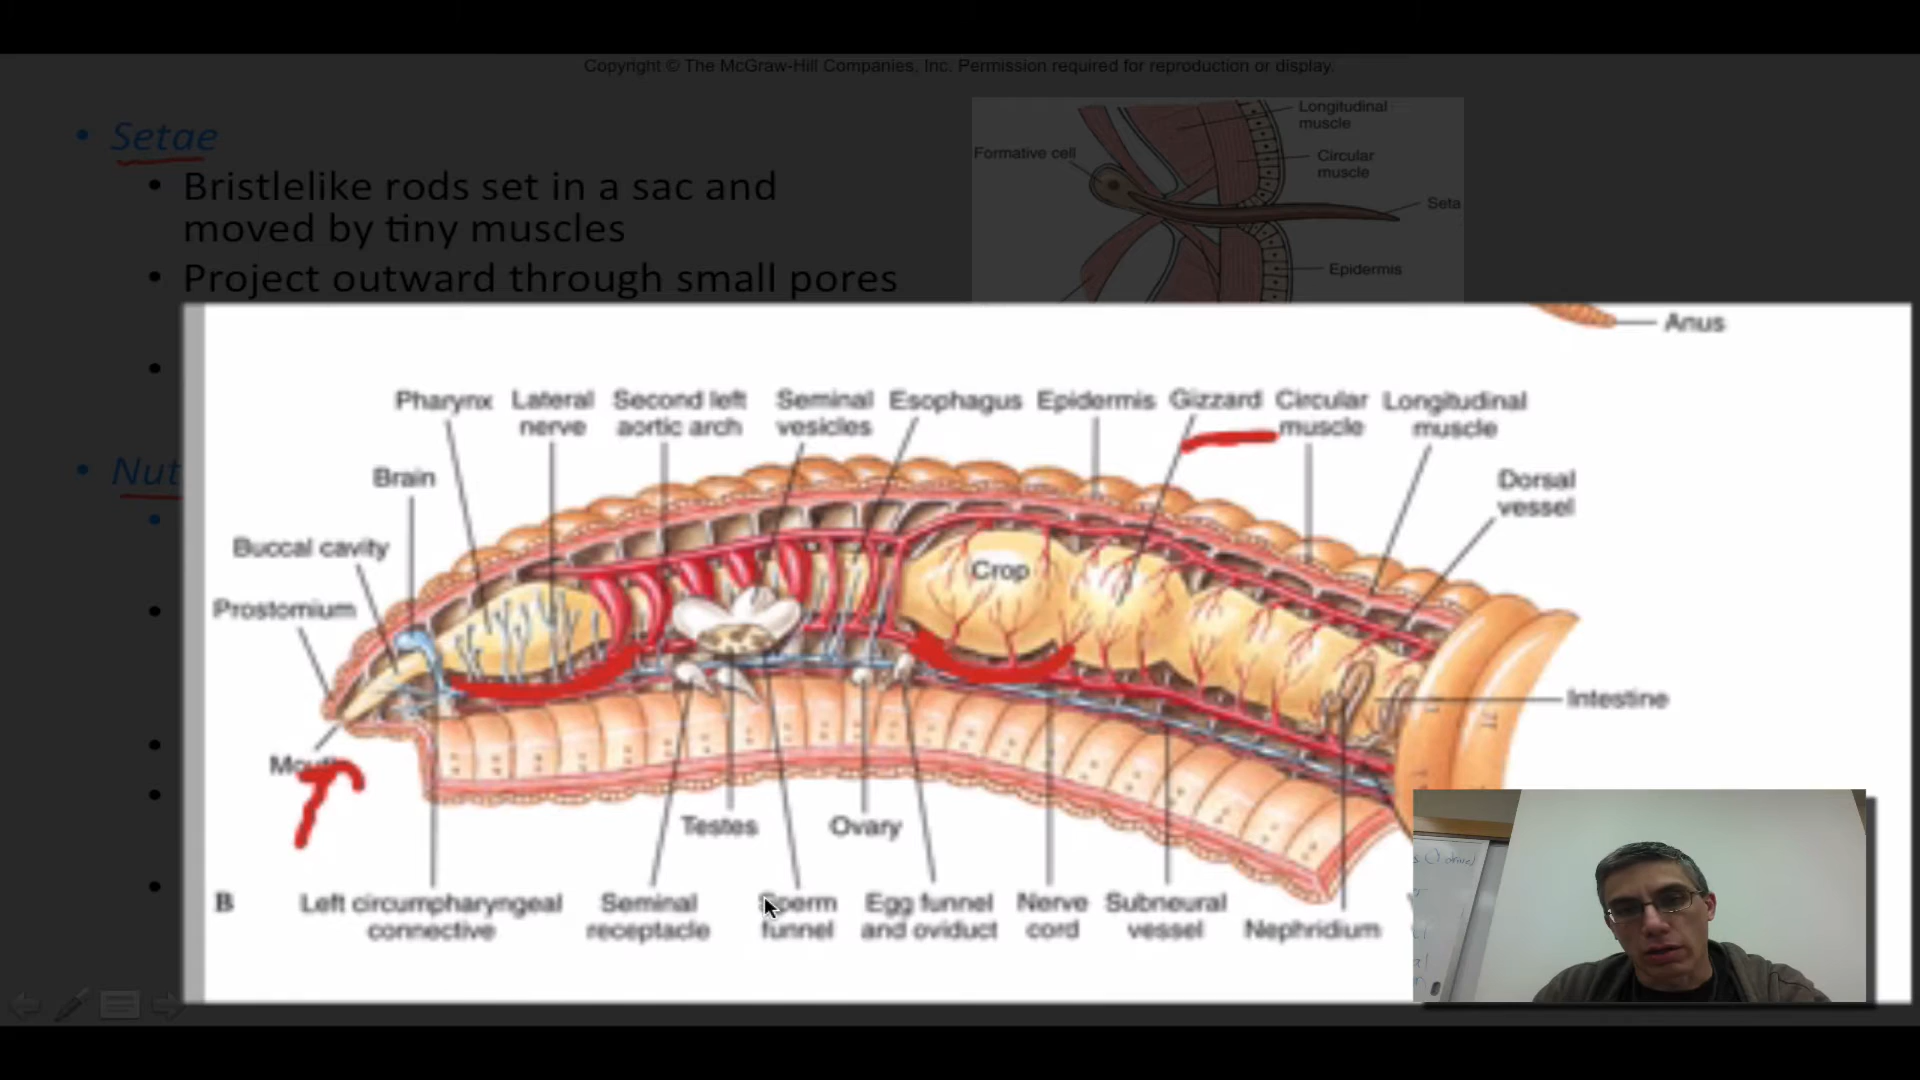 Copyright © The McGraw-Hill Companies, Inc. Permission required for reproduction or display.
• Setae
• Bristlelike rods set in a sac and
moved by tiny muscles
• Project outward through small pores
• Nut
Longitudinal
muscle
Formative cell
Circular
muscle
Seta
Epidermis
Anus
Pharynx
Lateral
nerve
Second left
aortic arch
Seminal
vesicles
Esophagus
Epidermis
Gizzard
Circular
muscle
Longitudinal
muscle
Brain
Dorsal
vessel
Buccal cavity
Crop
Prostomium
Intestine
Mouth
Testes
Ovary
B
Left circumpharyngeal
connective
Seminal
receptacle
Sperm
funnel
Egg funnel
and oviduct
Nerve
cord
Subneural
vessel
Nephridium